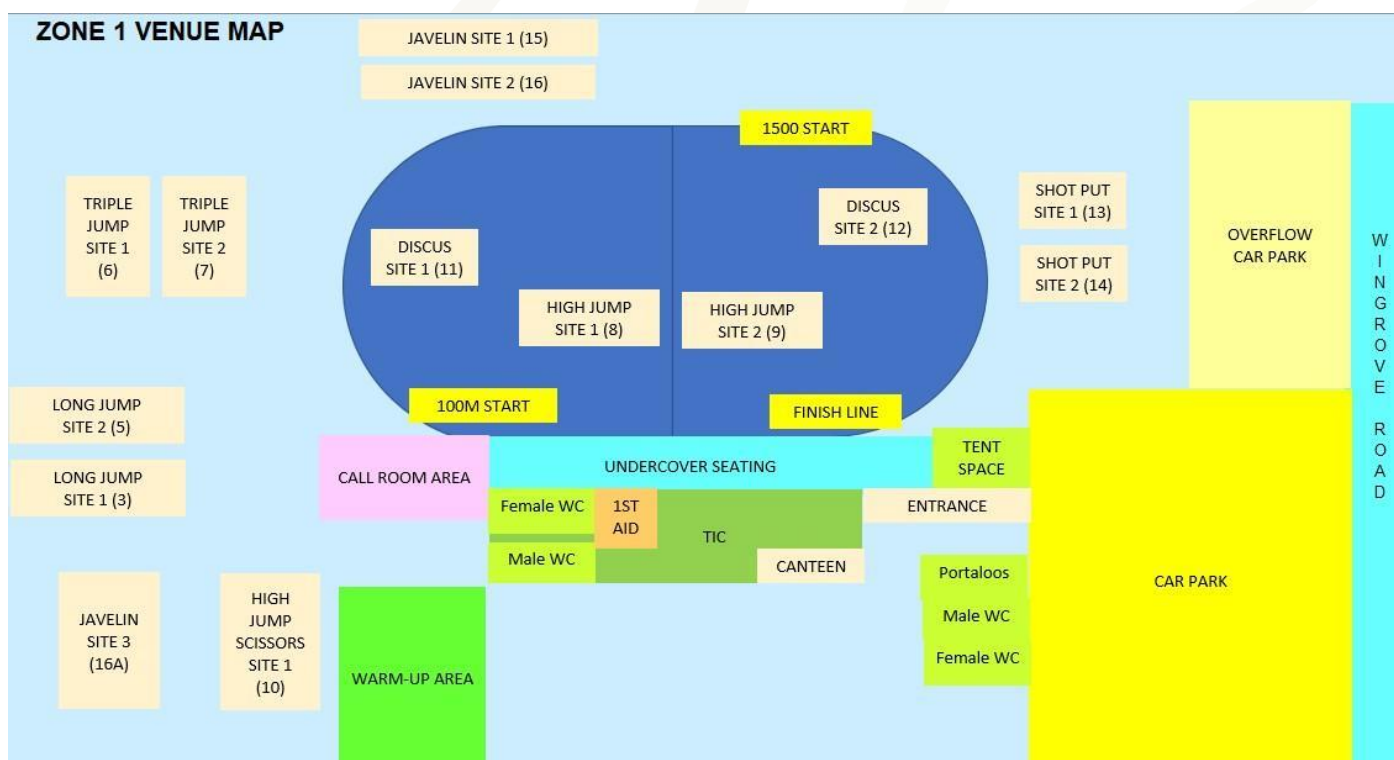 ZONE 1 VENUE MAP
JAVELIN SITE 1 (15)
JAVELIN SITE 2 (16)
1500 START
TRIPLE
JUMP
SITE 1
(6)
TRIPLE
JUMP
SITE 2
(7)
DISCUS
SITE 1 (11)
DISCUS
SITE 2 (12)
SHOT PUT
SITE 1 (13)
SHOT PUT
SITE 2 (14)
OVERFLOW
CAR PARK
WINGROVE ROAD
HIGH JUMP
SITE 1 (8)
HIGH JUMP
SITE 2 (9)
LONG JUMP
SITE 2 (5)
100M START
FINISH LINE
LONG JUMP
SITE 1 (3)
CALL ROOM AREA
UNDERCOVER SEATING
TENT
SPACE
Female WC
1ST
AID
TIC
ENTRANCE
Male WC
CANTEEN
Portaloos
Male WC
Female WC
CAR PARK
JAVELIN
SITE 3
(16A)
HIGH
JUMP
SCISSORS
SITE 1
(10)
WARM-UP AREA